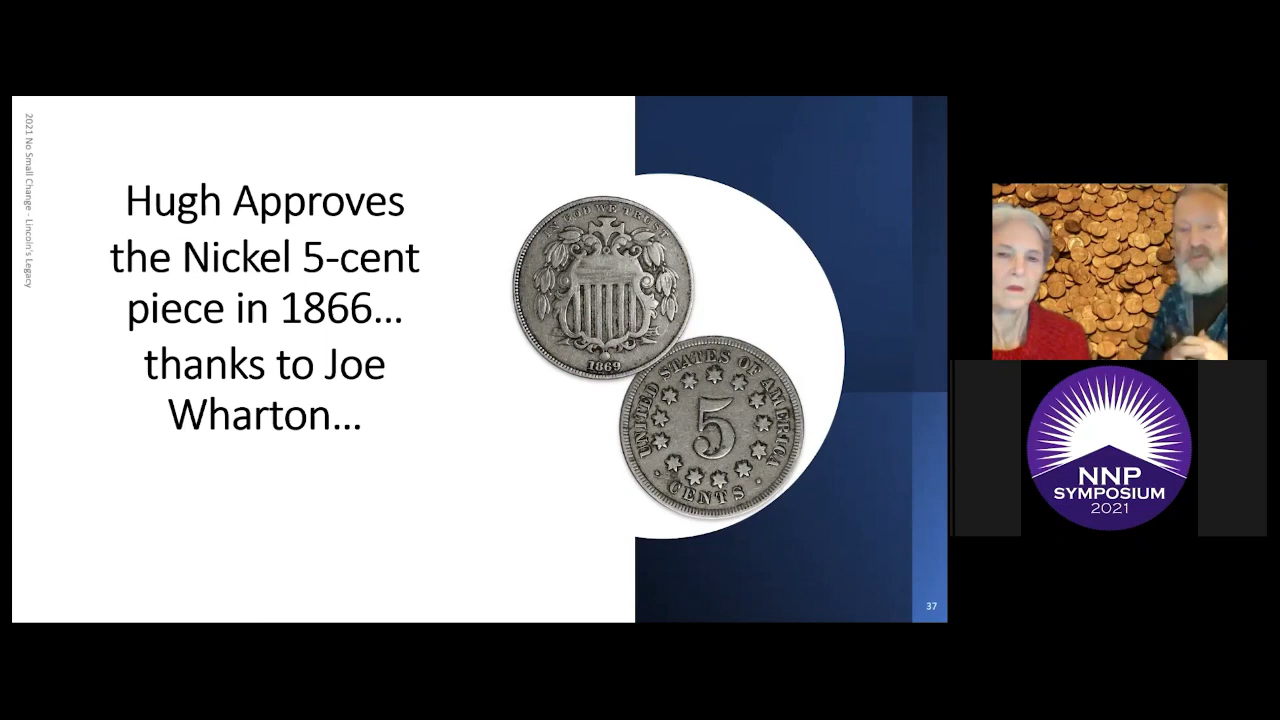 2021 No Small Change - Lincoln's Legacy
Hugh Approves
the Nickel 5-cent
piece in 1866...
thanks to Joe
Wharton...
IN GOD WE TRUST
1869
UNITED STATES OF AMERICA
5
CENTS
37
NNP
SYMPOSIUM
2021